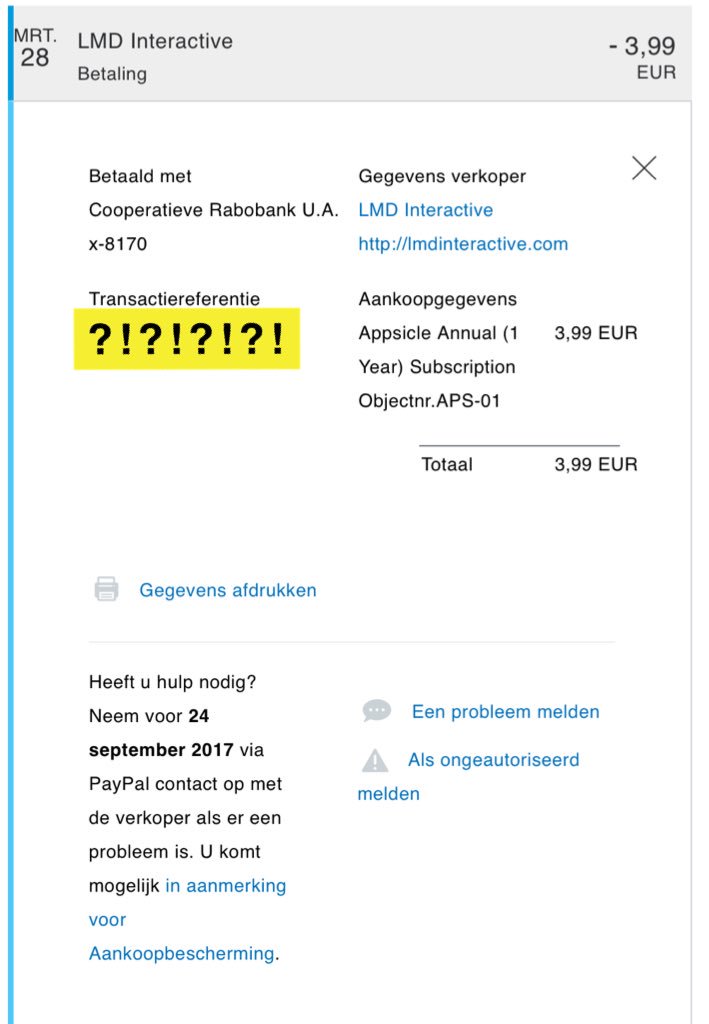 MRT.
28
LMD Interactive
Betaling
- 3,99
EUR
Betaald met
Cooperatieve Rabobank U.A.
x-8170
Gegevens verkoper
LMD Interactive
http://lmdinteractive.com
Transactiereferentie
?!?!?!?!
Aankoopgegevens
Appsicle Annual (1 3,99 EUR
Year) Subscription
Objectnr.APS-01
Totaal 3,99 EUR
Gegevens afdrukken
Heeft u hulp nodig?
Neem voor 24
september 2017 via
PayPal contact op met
de verkoper als er een
probleem is. U komt
mogelijk in aanmerking
voor
Aankoopbescherming.
Een probleem melden
Als ongeautoriseerd
melden